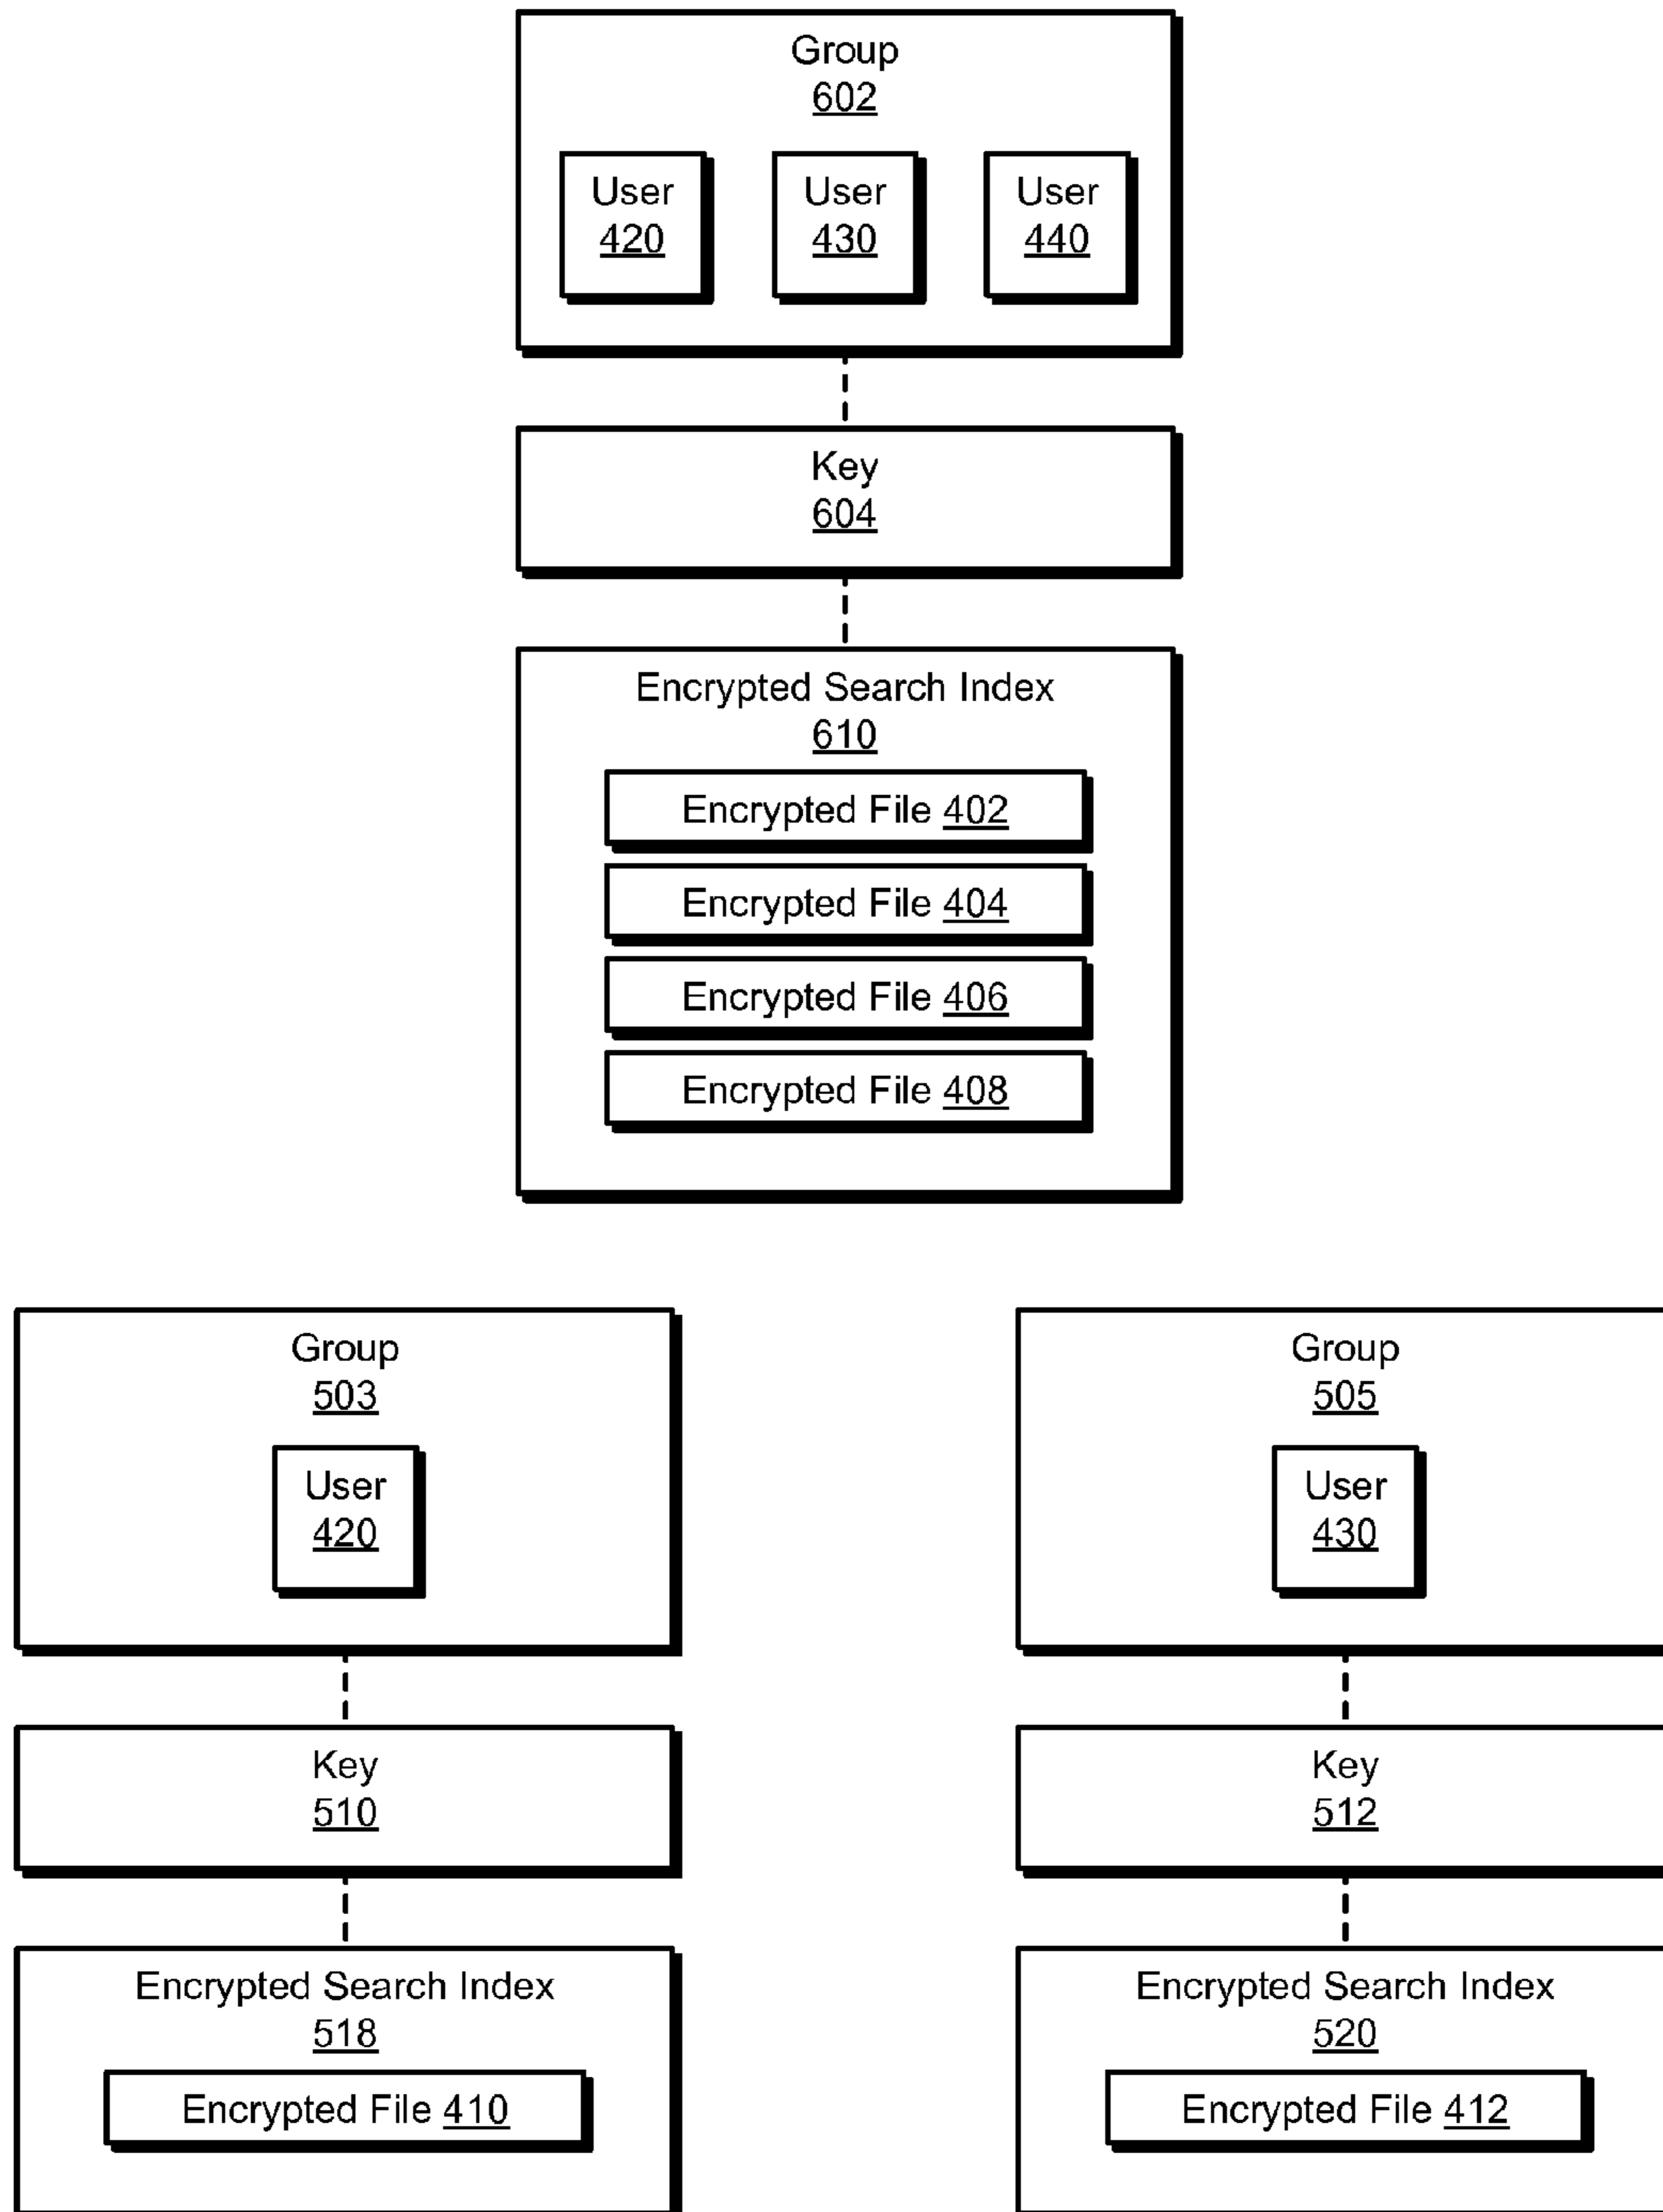 Group
602
User
420
User
430
User
440
Key
604
Encrypted Search Index
610
Encrypted File 402
Encrypted File 404
Encrypted File 406
Encrypted File 408
Group
503
User
420
Key
510
Encrypted Search Index
518
Encrypted File 410
Group
505
User
430
Key
512
Encrypted Search Index
520
Encrypted File 412